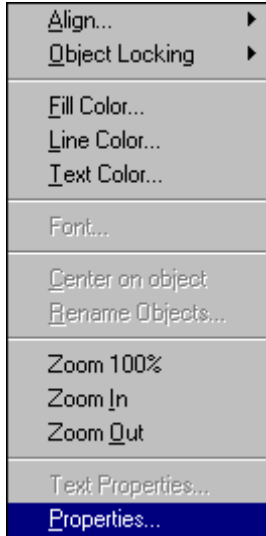 Align...
Object Locking
Fill Color...
Line Color...
Text Color...
Font...
Center on object
Rename Objects...
Zoom 100%
Zoom In
Zoom Out
Text Properties...
Properties...